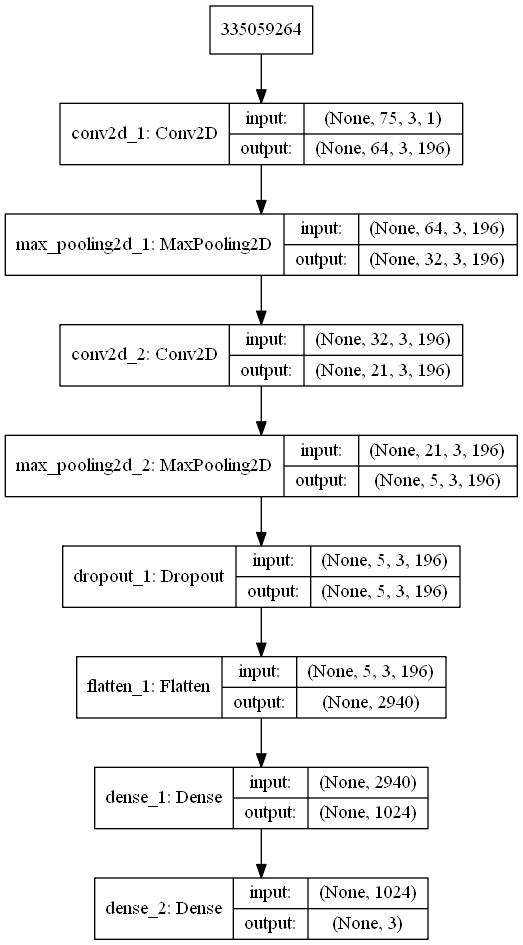 335059264
conv2d_1: Conv2D
input: (None, 75, 3, 1)
output: (None, 64, 3, 196)
max_pooling2d_1: MaxPooling2D
input: (None, 64, 3, 196)
output: (None, 32, 3, 196)
conv2d_2: Conv2D
input: (None, 32, 3, 196)
output: (None, 21, 3, 196)
max_pooling2d_2: MaxPooling2D
input: (None, 21, 3, 196)
output: (None, 5, 3, 196)
dropout_1: Dropout
input: (None, 5, 3, 196)
output: (None, 5, 3, 196)
flatten_1: Flatten
input: (None, 5, 3, 196)
output: (None, 2940)
dense_1: Dense
input: (None, 2940)
output: (None, 1024)
dense_2: Dense
input: (None, 1024)
output: (None, 3)